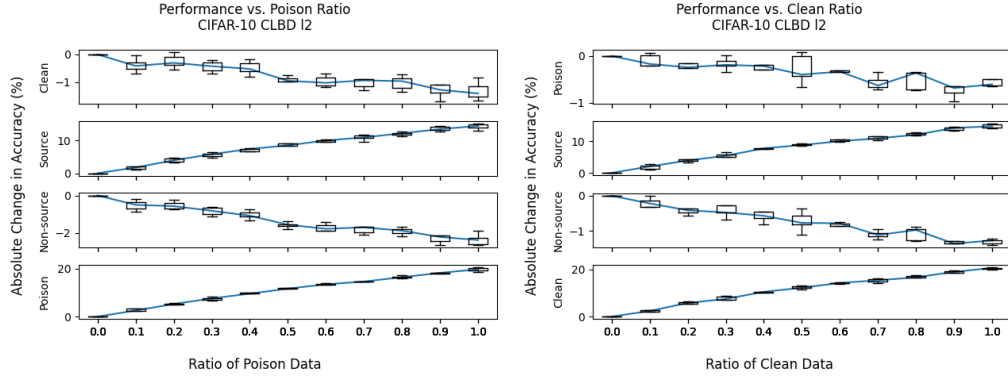 Performance vs. Poison Ratio
CIFAR-10 CLBD l2
Absolute Change in Accuracy (%)
Clean
0
−1
Source
10
0
Non-source
0
−2
Poison
20
0
0.0 0.1 0.2 0.3 0.4 0.5 0.6 0.7 0.8 0.9 1.0
Ratio of Poison Data
Performance vs. Clean Ratio
CIFAR-10 CLBD l2
Absolute Change in Accuracy (%)
Poison
0
−1
Source
10
0
Non-source
0
−1
Clean
20
0
0.0 0.1 0.2 0.3 0.4 0.5 0.6 0.7 0.8 0.9 1.0
Ratio of Clean Data